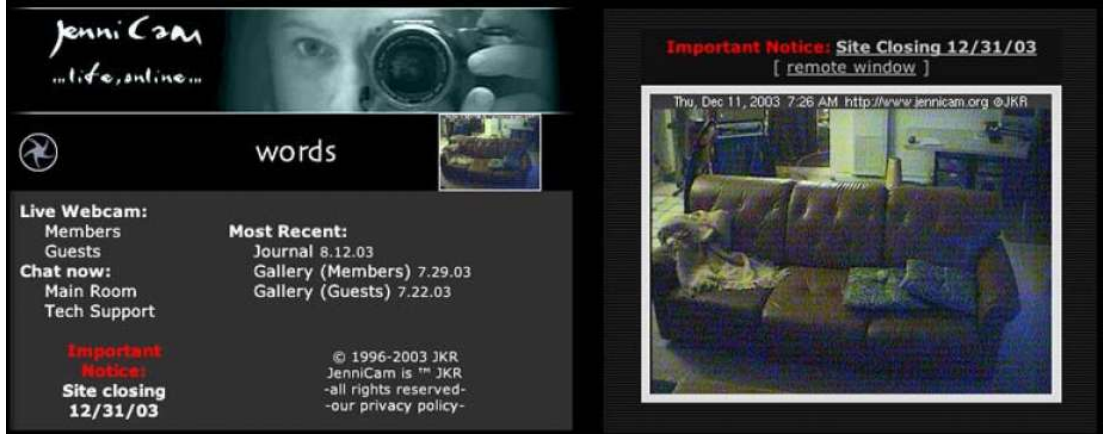 JenniCam
...life, online...
words
Live Webcam:
Members
Guests
Chat now:
Main Room
Tech Support
Important
Notice:
Site closing
12/31/03
Most Recent:
Journal 8.12.03
Gallery (Members) 7.29.03
Gallery (Guests) 7.22.03
© 1996-2003 JKR
JenniCam is ™ JKR
-all rights reserved-
-our privacy policy-
Important Notice: Site Closing 12/31/03
[ remote window ]
Thu, Dec 11, 2003 7:26 AM http://www.jennicam.org ©JKR